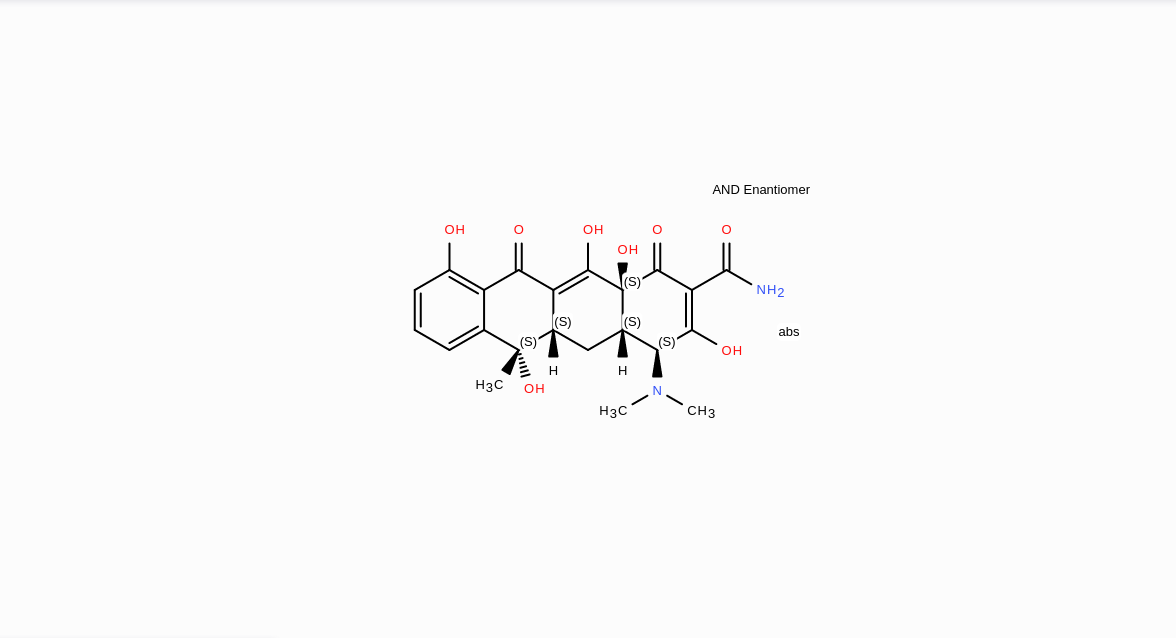 AND Enantiomer
OH O OH O O
OH
(S)
NH2
(S) (S)
abs
(S) (S)
OH
H H
H3C OH
N
H3C CH3